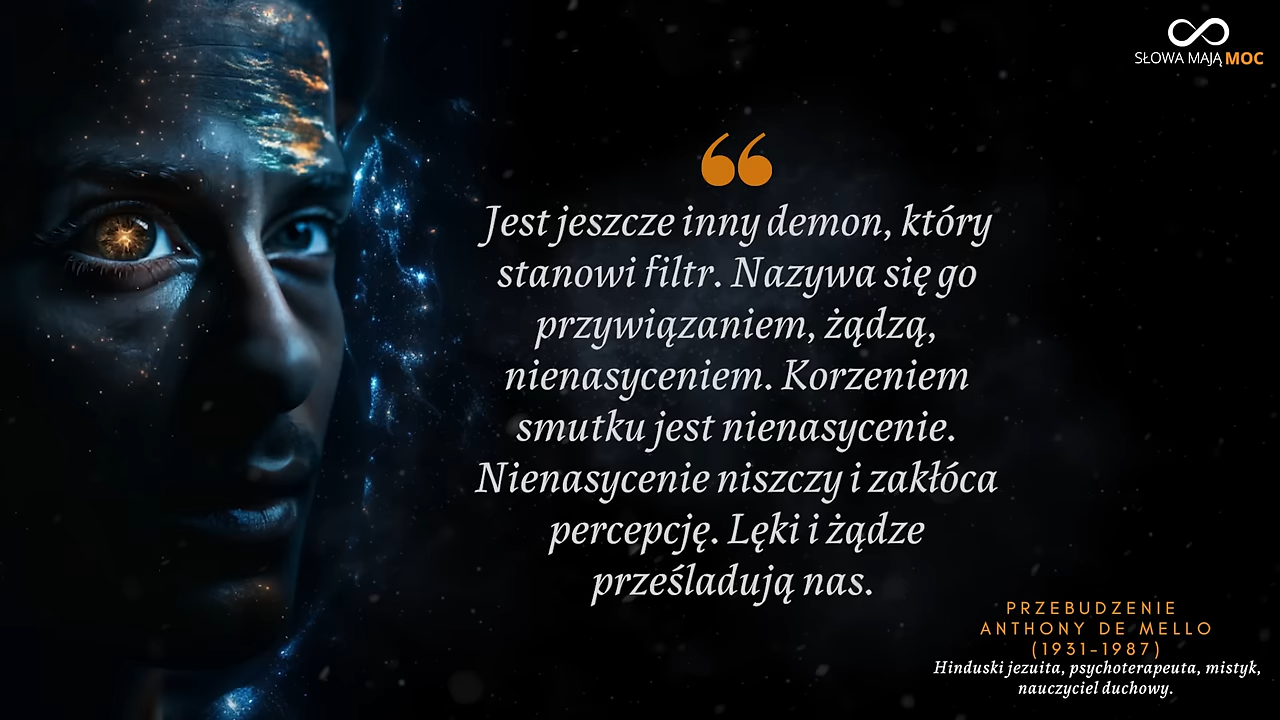 SŁOWA MAJĄ MOC
Jest jeszcze inny demon, który
stanowi filtr. Nazywa się go
przywiązaniem, żądzą,
nienasyceniem. Korzeniem
smutku jest nienasycenie.
Nienasycenie niszczy i zakłóca
percepcję. Lęki i żądze
prześladują nas.
PRZEBUDZENIE
ANTHONY DE MELLO
(1931-1987)
Hinduski jezuita, psychoterapeuta, mistyk,
nauczyciel duchowy.